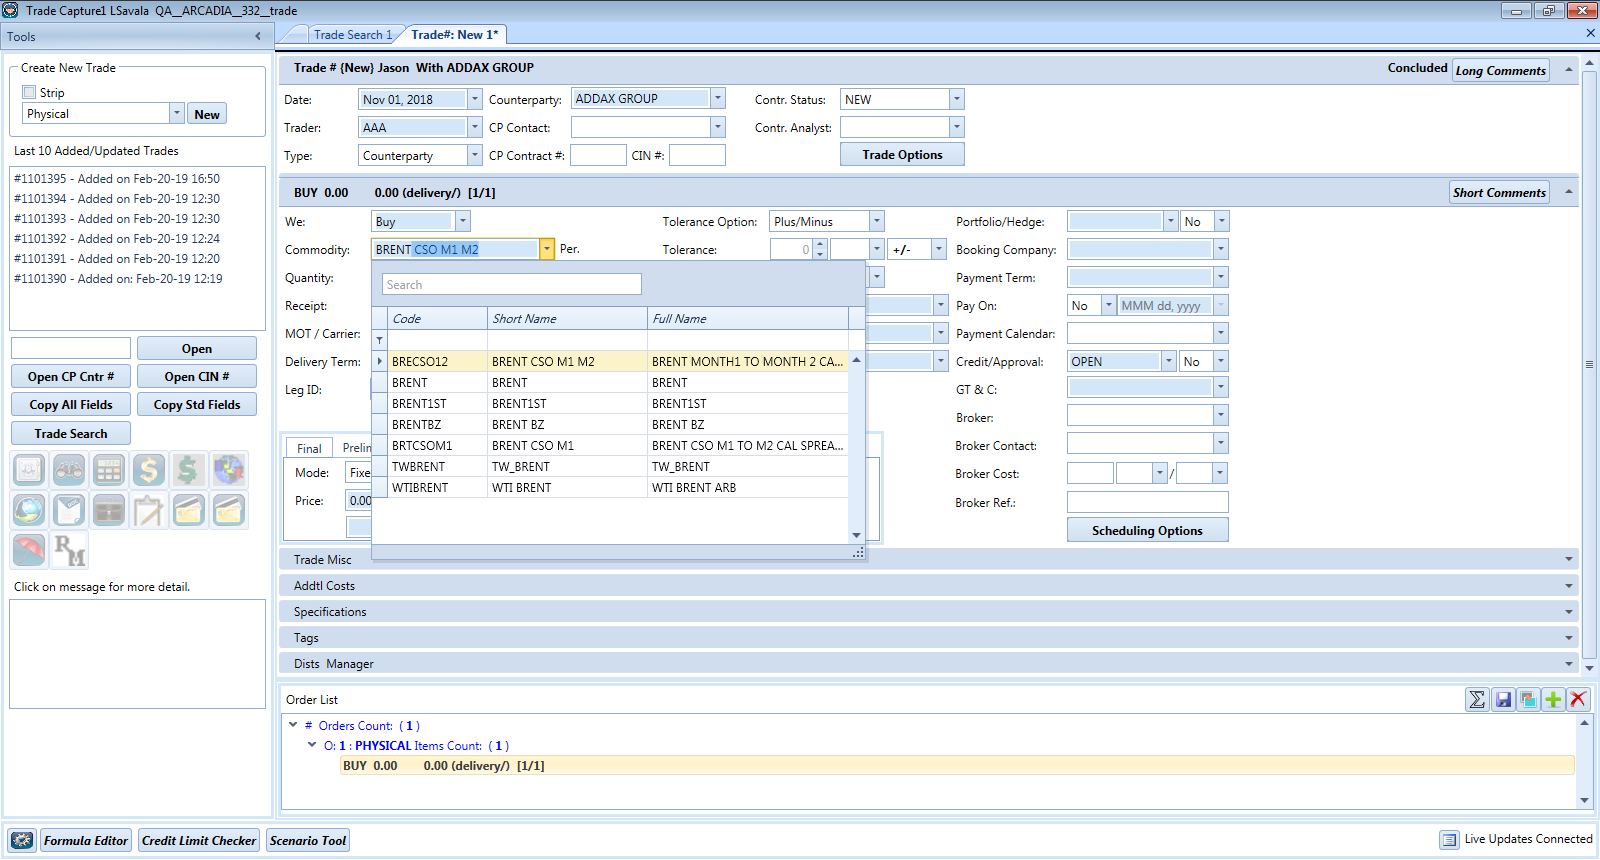 Trade Capture1 LSavala QA__ARCADIA__332__trade
Tools
Trade Search 1
Trade#: New 1*
Create New Trade
Strip
Physical
New
Last 10 Added/Updated Trades
#1101395 - Added on Feb-20-19 16:50
#1101394 - Added on Feb-20-19 12:30
#1101393 - Added on Feb-20-19 12:30
#1101392 - Added on Feb-20-19 12:24
#1101391 - Added on Feb-20-19 12:20
#1101390 - Added on: Feb-20-19 12:19
Open
Open CP Cntr #
Open CIN #
Copy All Fields
Copy Std Fields
Trade Search
RM
Click on message for more detail.
Trade # {New} Jason With ADDAX GROUP
Concluded
Long Comments
Date: Nov 01, 2018 Counterparty: ADDAX GROUP Contr. Status: NEW
Trader: AAA CP Contact: Contr. Analyst:
Type: Counterparty CP Contract #: CIN #: Trade Options
BUY 0.00 0.00 (delivery/) [1/1]
Short Comments
We: Buy Tolerance Option: Plus/Minus Portfolio/Hedge: No
Commodity: BRENT CSO M1 M2 Per. Tolerance: 0 +/- Booking Company:
Quantity: Payment Term:
Receipt: Pay On: No MMM dd, yyyy
MOT / Carrier: Payment Calendar:
Delivery Term: Credit/Approval: OPEN No
Leg ID: GT & C:
Broker:
Broker Contact:
Broker Cost: /
Broker Ref.:
Scheduling Options
Search
Code Short Name Full Name
BRECSO12 BRENT CSO M1 M2 BRENT MONTH1 TO MONTH 2 CA...
BRENT BRENT BRENT
BRENT1ST BRENT1ST BRENT1ST
BRENTBZ BRENT BZ BRENT BZ
BRTCSOM1 BRENT CSO M1 BRENT CSO M1 TO M2 CAL SPREA...
TWBRENT TW_BRENT TW_BRENT
WTIBRENT WTI BRENT WTI BRENT ARB
Final Prelin
Mode: Fixe
Price: 0.00
Trade Misc
Addtl Costs
Specifications
Tags
Dists Manager
Order List
# Orders Count: ( 1 )
O: 1 : PHYSICAL Items Count: ( 1 )
BUY 0.00 0.00 (delivery/) [1/1]
Formula Editor
Credit Limit Checker
Scenario Tool
Live Updates Connected